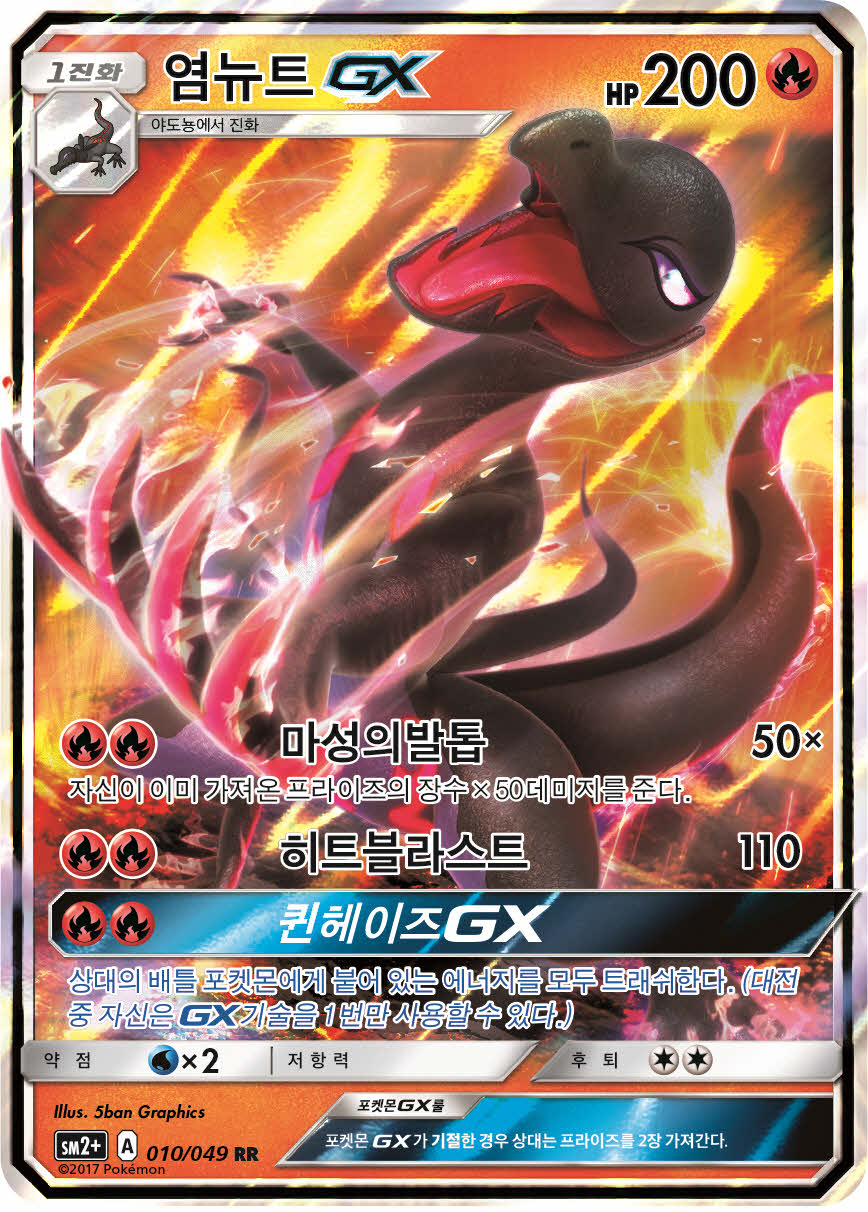 1진화
염뉴트 GX
HP 200
야도뇽에서 진화
마성의발톱 50×
자신이 이미 가져온 프라이즈의 장수 × 50데미지를 준다.
히트블라스트 110
퀸헤이즈GX
상대의 배틀 포켓몬에게 붙어 있는 에너지를 모두 트래쉬한다. (대전
중 자신은 GX기술을 1번만 사용할 수 있다.)
약점 ×2 저항력 후퇴
Illus. 5ban Graphics
포켓몬GX룰
포켓몬 GX가 기절한 경우 상대는 프라이즈를 2장 가져간다.
SM2+ A 010/049 RR
©2017 Pokémon